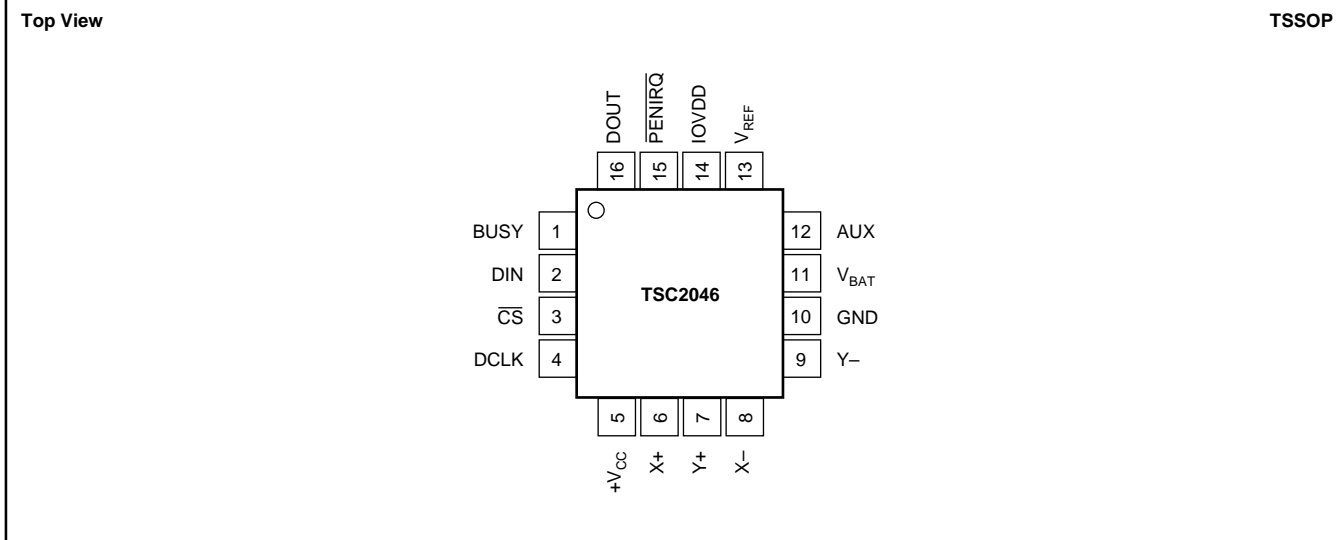 Top View
TSSOP
DOUT
PENIRQ
IOVDD
VREF
16
15
14
13
BUSY 1
12 AUX
DIN 2
11 VBAT
TSC2046
CS 3
10 GND
DCLK 4
9 Y–
5
6
7
8
+VCC
X+
Y+
X–